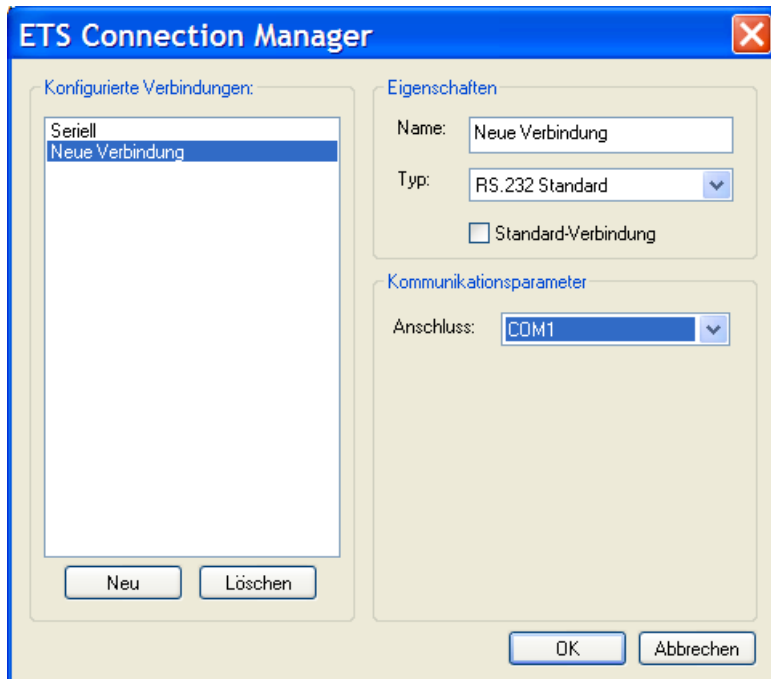 ETS Connection Manager
Konfigurierte Verbindungen:
Seriell
Neue Verbindung
Neu
Löschen
Eigenschaften
Name:
Neue Verbindung
Typ:
RS.232 Standard
Standard-Verbindung
Kommunikationsparameter
Anschluss:
COM1
OK
Abbrechen